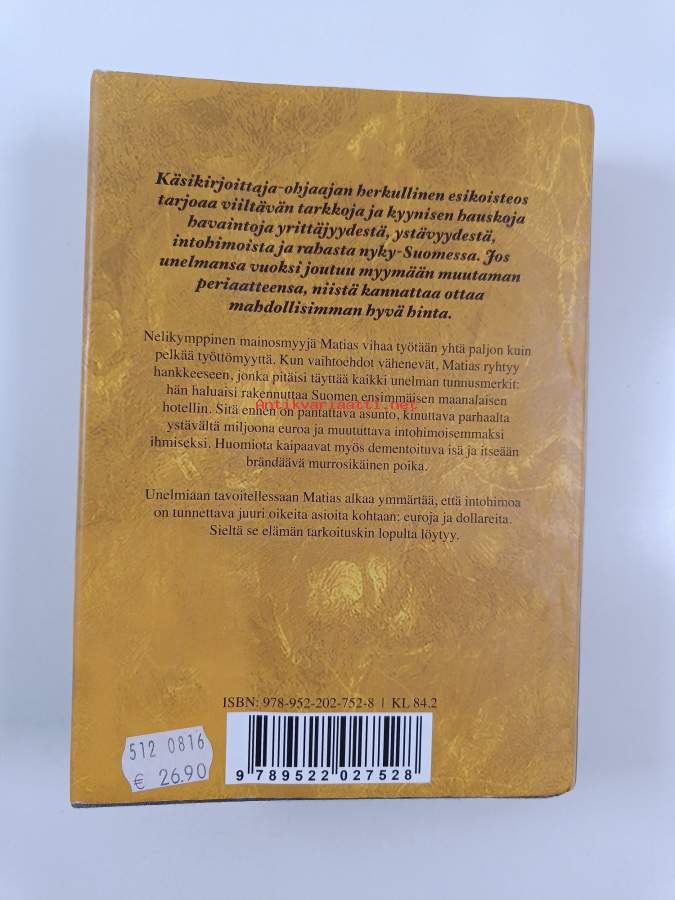 Käsikirjoittaja-ohjaajan herkullinen esikoisteos
tarjoaa viiltävän tarkkoja ja kyynisen hauskoja
havaintoja yrittäjyydestä, ystävyydestä,
intohimoista ja rahasta nyky-Suomessa. Jos
unelmansa vuoksi joutuu myymään muutaman
periaatteensa, niistä kannattaa ottaa
mahdollisimman hyvä hinta.
Nelikymppinen mainosmyyjä Matias vihaa työtään yhtä paljon kuin
pelkää työttömyyttä. Kun vaihtoehdot vähenevät, Matias ryhtyy
hankkeeseen, jonka pitäisi täyttää kaikki unelman tunnusmerkit:
hän haluaisi rakennuttaa Suomen ensimmäisen maanalaisen
Antikvariaatti.net
hotellin. Sitä ennen on pantattava asunto, kinuttava parhaalta
ystävältä miljoona euroa ja muututtava intohimoisemmaksi
ihmiseksi. Huomiota kaipaavat myös dementoituva isä ja itseään
brändäävä murrosikäinen poika.
Unelmiaan tavoitellessaan Matias alkaa ymmärtää, että intohimoa
on tunnettava juuri oikeita asioita kohtaan: euroja ja dollareita.
Sieltä se elämän tarkoituskin lopulta löytyy.
ISBN: 978-952-202-752-8 | KL 84.2
9 789522 027528
512 0816
€ 26.90